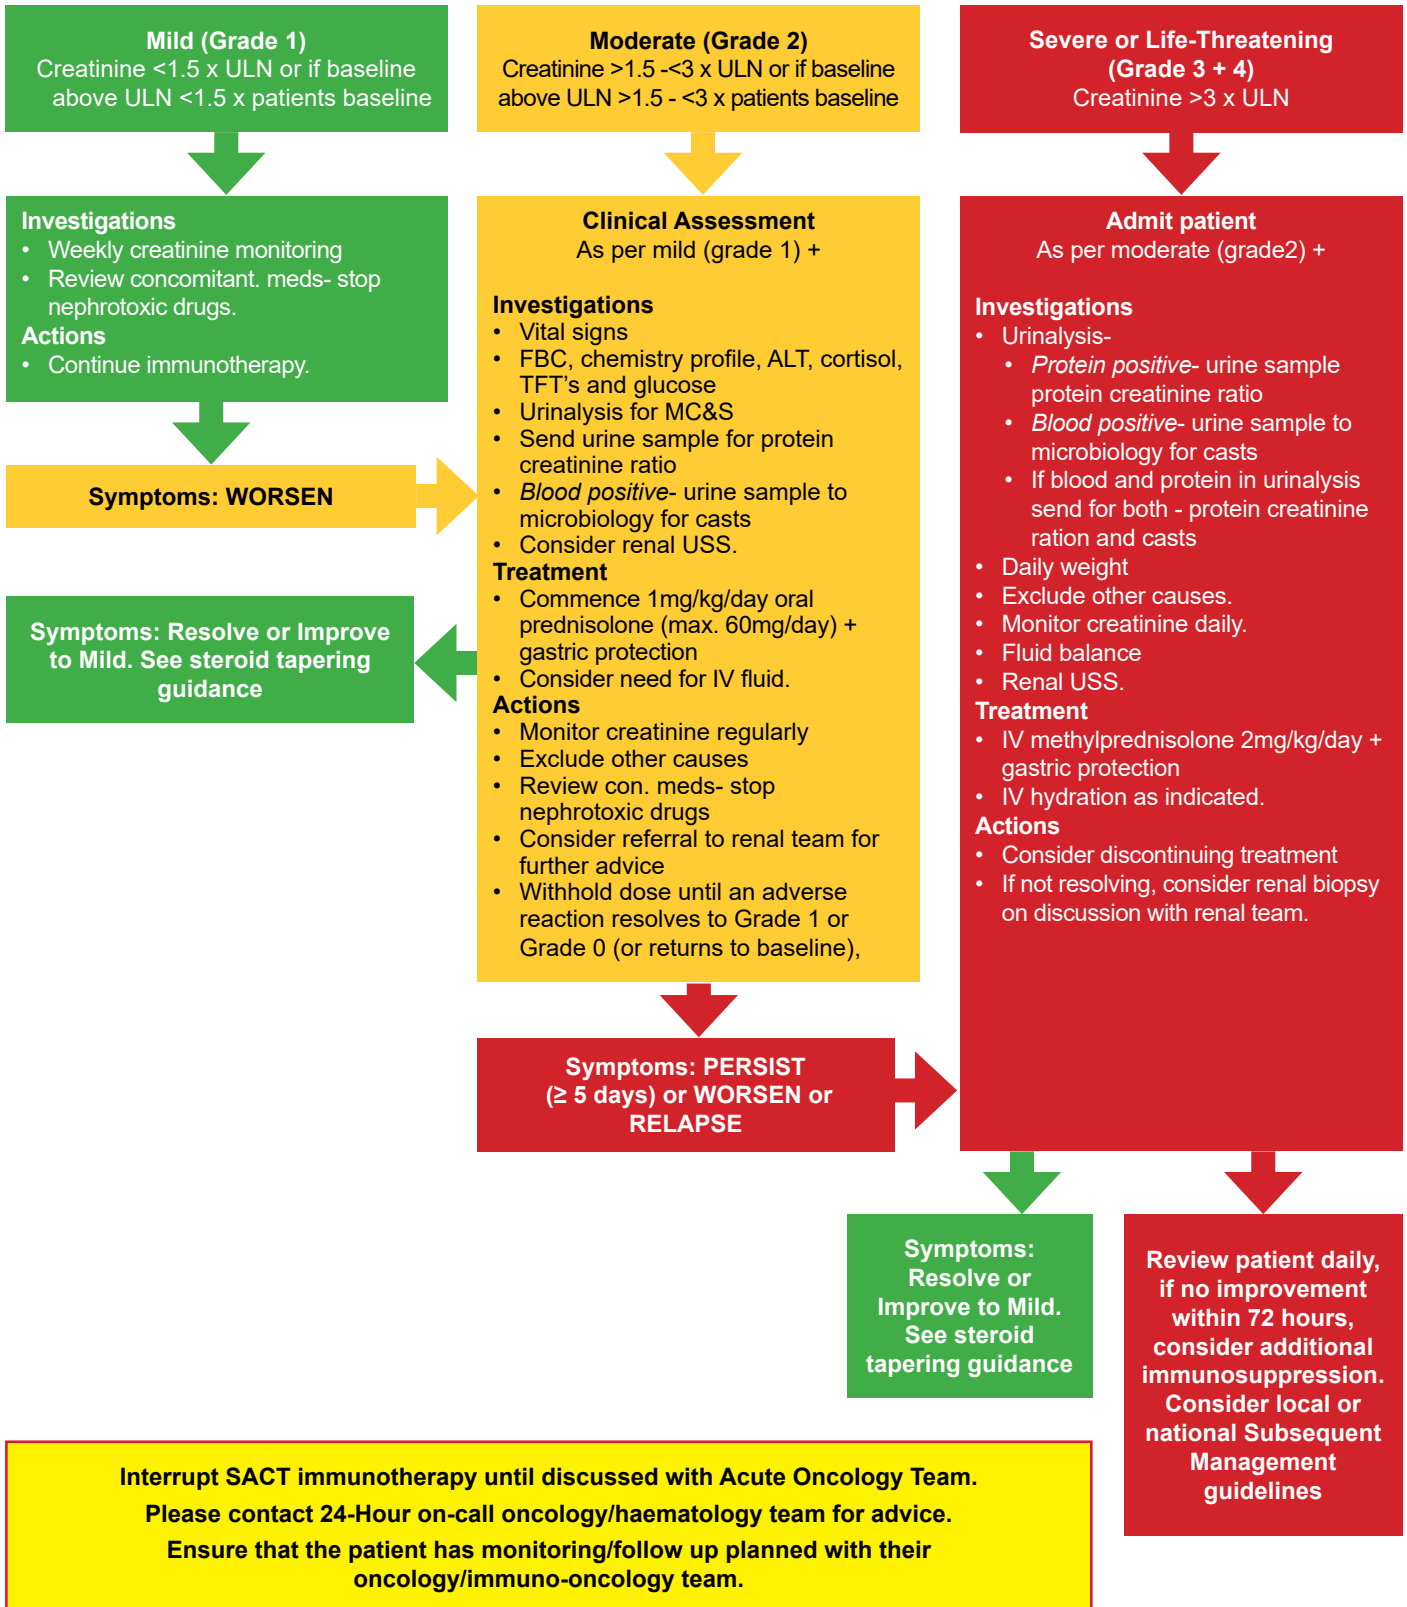 Mild (Grade 1)
Creatinine <1.5 x ULN or if baseline
above ULN <1.5 x patients baseline
Investigations
• Weekly creatinine monitoring
• Review concomitant. meds- stop
nephrotoxic drugs.
Actions
• Continue immunotherapy.
Symptoms: WORSEN
Symptoms: Resolve or Improve
to Mild. See steroid tapering
guidance
Moderate (Grade 2)
Creatinine >1.5 -<3 x ULN or if baseline
above ULN >1.5 - <3 x patients baseline
Clinical Assessment
As per mild (grade 1) +
Investigations
• Vital signs
• FBC, chemistry profile, ALT, cortisol,
TFT's and glucose
• Urinalysis for MC&S
• Send urine sample for protein
creatinine ratio
• Blood positive- urine sample to
microbiology for casts
• Consider renal USS.
Treatment
• Commence 1mg/kg/day oral
prednisolone (max. 60mg/day) +
gastric protection
• Consider need for IV fluid.
Actions
• Monitor creatinine regularly
• Exclude other causes
• Review con. meds- stop
nephrotoxic drugs
• Consider referral to renal team for
further advice
• Withhold dose until an adverse
reaction resolves to Grade 1 or
Grade 0 (or returns to baseline),
Symptoms: PERSIST
(≥ 5 days) or WORSEN or
RELAPSE
Severe or Life-Threatening
(Grade 3 + 4)
Creatinine >3 x ULN
Admit patient
As per moderate (grade2) +
Investigations
• Urinalysis-
• Protein positive- urine sample
protein creatinine ratio
• Blood positive- urine sample to
microbiology for casts
• If blood and protein in urinalysis
send for both - protein creatinine
ration and casts
• Daily weight
• Exclude other causes.
• Monitor creatinine daily.
• Fluid balance
• Renal USS.
Treatment
• IV methylprednisolone 2mg/kg/day +
gastric protection
• IV hydration as indicated.
Actions
• Consider discontinuing treatment
• If not resolving, consider renal biopsy
on discussion with renal team.
Symptoms:
Resolve or
Improve to Mild.
See steroid
tapering guidance
Review patient daily,
if no improvement
within 72 hours,
consider additional
immunosuppression.
Consider local or
national Subsequent
Management
guidelines
Interrupt SACT immunotherapy until discussed with Acute Oncology Team.
Please contact 24-Hour on-call oncology/haematology team for advice.
Ensure that the patient has monitoring/follow up planned with their
oncology/immuno-oncology team.